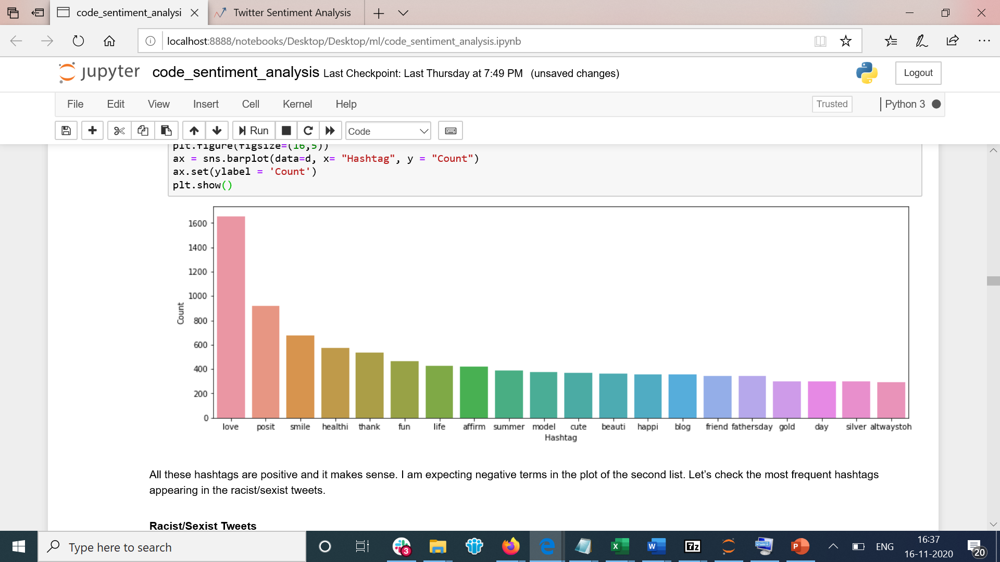 code_sentiment_analysi
Twitter Sentiment Analysis
localhost:8888/notebooks/Desktop/Desktop/ml/code_sentiment_analysis.ipynb
jupyter code_sentiment_analysis Last Checkpoint: Last Thursday at 7:49 PM (unsaved changes)
Logout
File Edit View Insert Cell Kernel Help
Trusted
Python 3
Run
Code
plt.figure(figsize=(16,5))
ax = sns.barplot(data=d, x= "Hashtag", y = "Count")
ax.set(ylabel = 'Count')
plt.show()
1600
1400
1200
1000
800
600
400
200
0
Count
love posit smile healthi thank fun life affirm summer model cute beauti happi blog friend fathersday gold day silver altwaystoh
Hashtag
All these hashtags are positive and it makes sense. I am expecting negative terms in the plot of the second list. Let’s check the most frequent hashtags
appearing in the racist/sexist tweets.
Racist/Sexist Tweets
Type here to search
3
X
W
7z
P
ENG
16:37
16-11-2020
20